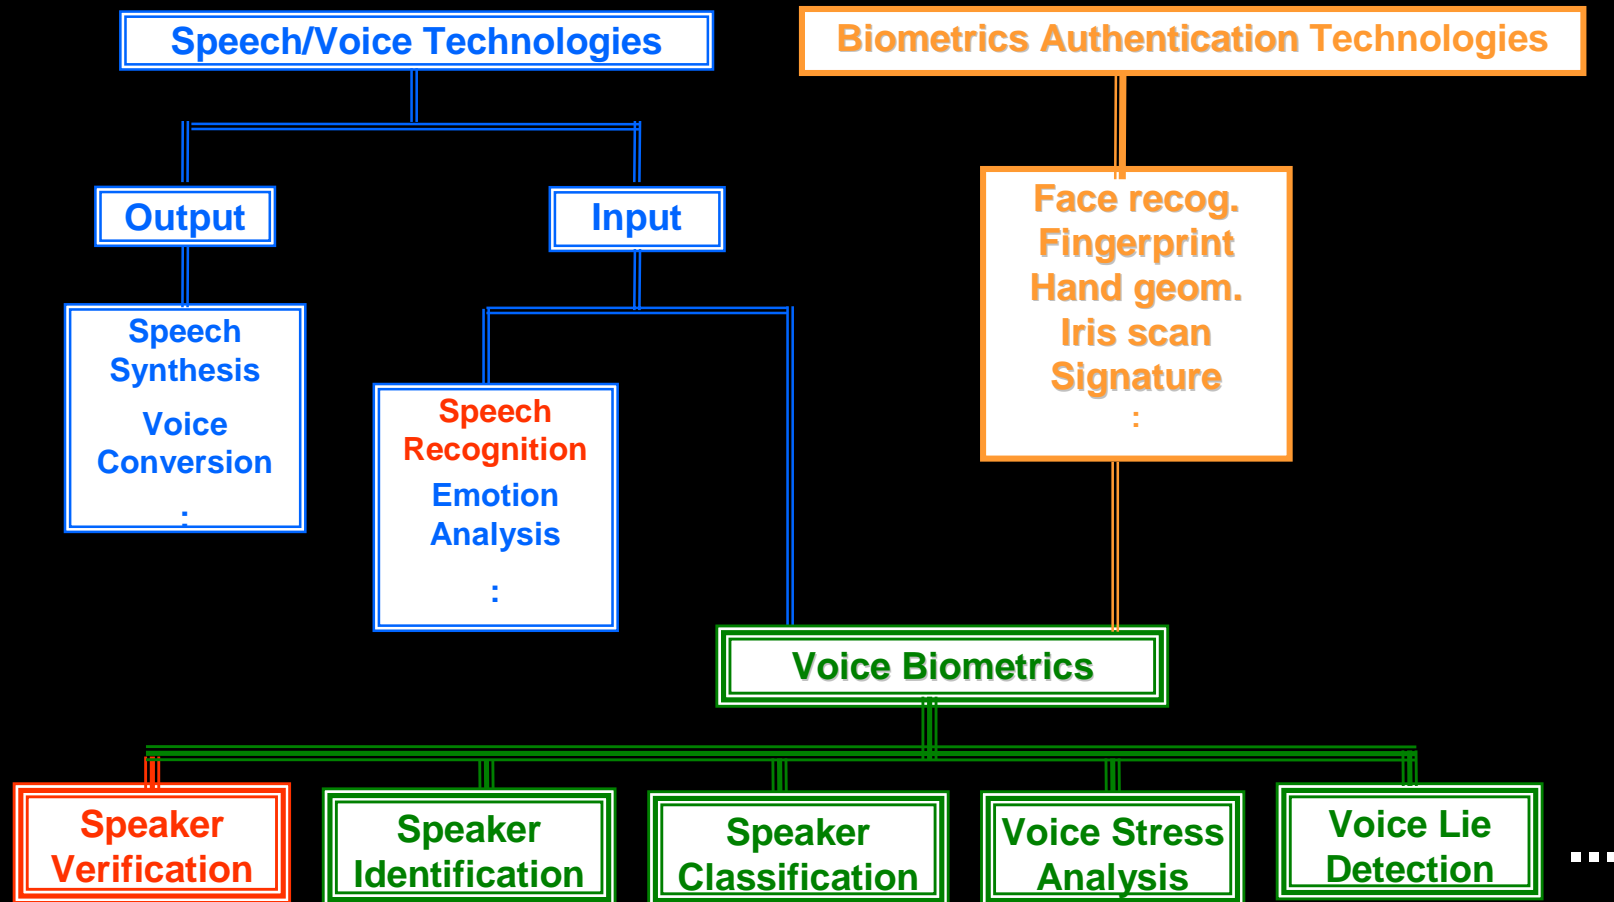 Speech/Voice Technologies
Biometrics Authentication Technologies
Output
Input
Face recog.
Fingerprint
Hand geom.
Iris scan
Signature
:
Speech
Synthesis
Voice
Conversion
:
Speech
Recognition
Emotion
Analysis
:
Voice Biometrics
Speaker
Verification
Speaker
Identification
Speaker
Classification
Voice Stress
Analysis
Voice Lie
Detection
...